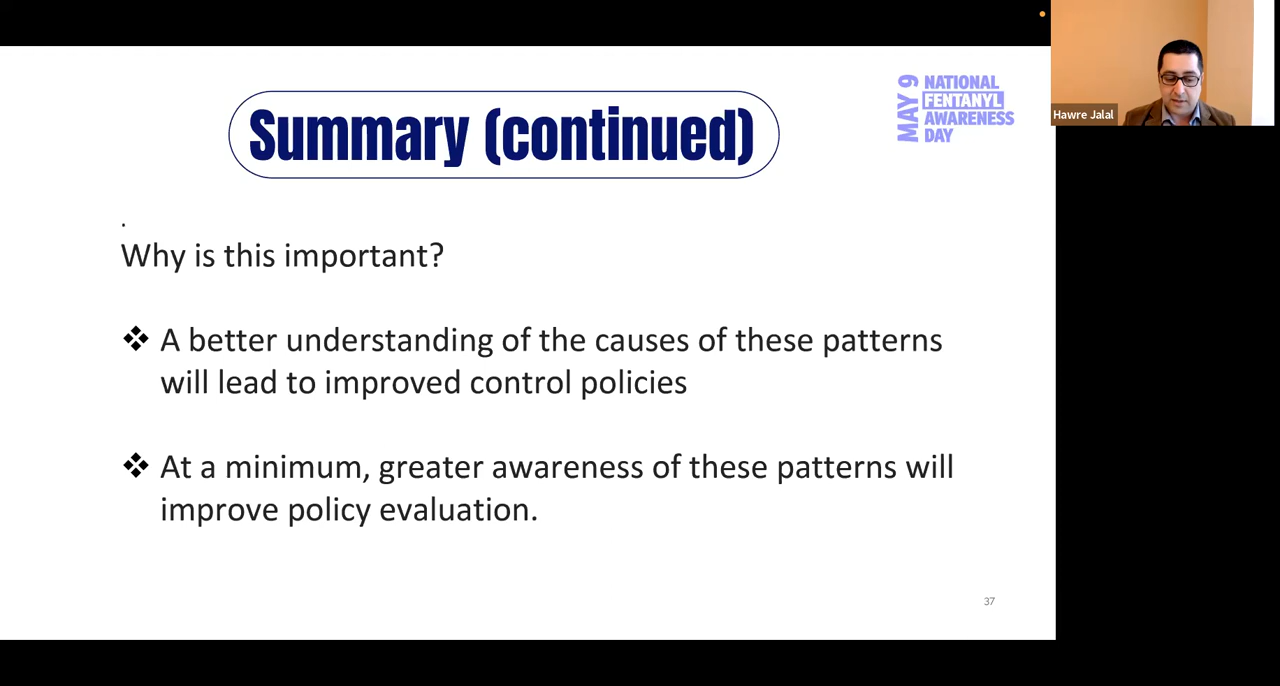 Summary (continued)
MAY 9
NATIONAL
FENTANYL
AWARENESS
DAY
Hawre Jalal
.
Why is this important?
❖ A better understanding of the causes of these patterns
will lead to improved control policies
❖ At a minimum, greater awareness of these patterns will
improve policy evaluation.
37